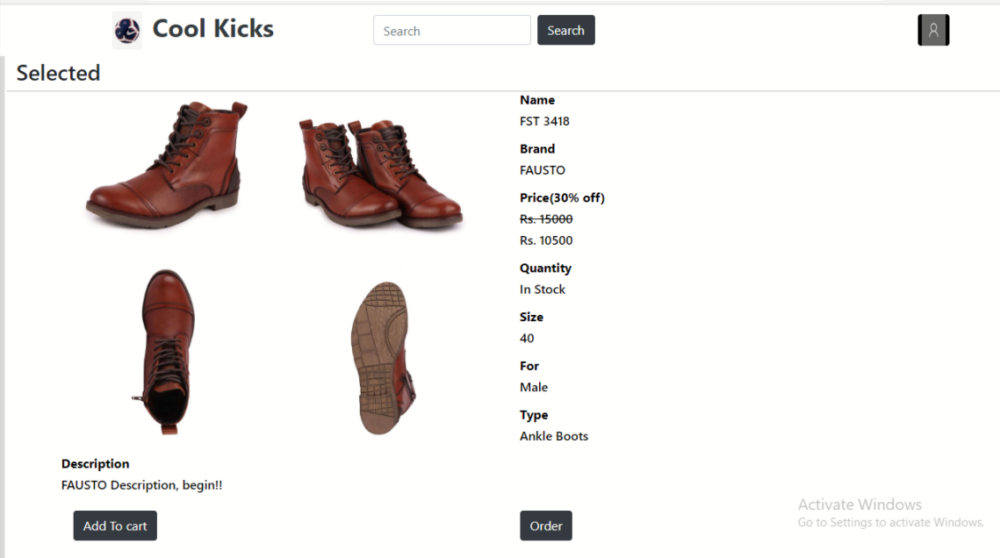 Cool Kicks
Search
Search
Selected
Name
FST 3418
Brand
FAUSTO
Price(30% off)
Rs. 15000
Rs. 10500
Quantity
In Stock
Size
40
For
Male
Type
Ankle Boots
Description
FAUSTO Description, begin!!
Add To cart
Order
Activate Windows
Go to Settings to activate Windows.